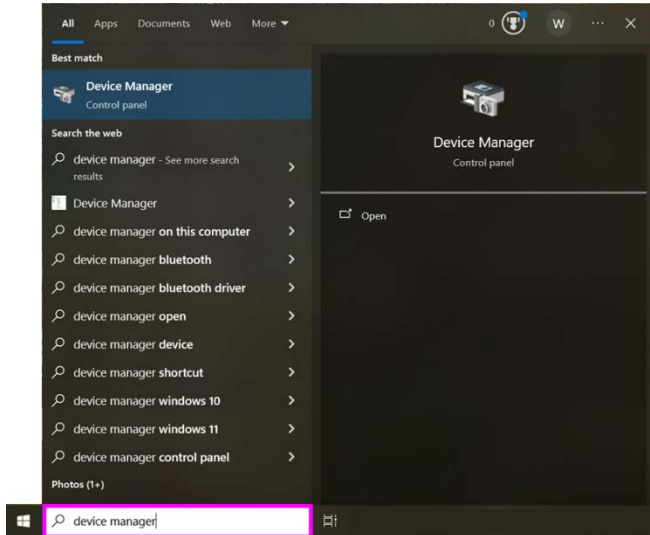 All Apps Documents Web More
0 W ...
Best match
Device Manager
Control panel
Search the web
device manager - See more search
results
Device Manager
device manager on this computer
device manager bluetooth
device manager bluetooth driver
device manager open
device manager device
device manager shortcut
device manager windows 10
device manager windows 11
device manager control panel
Photos (1+)
Device Manager
Control panel
Open
device manager